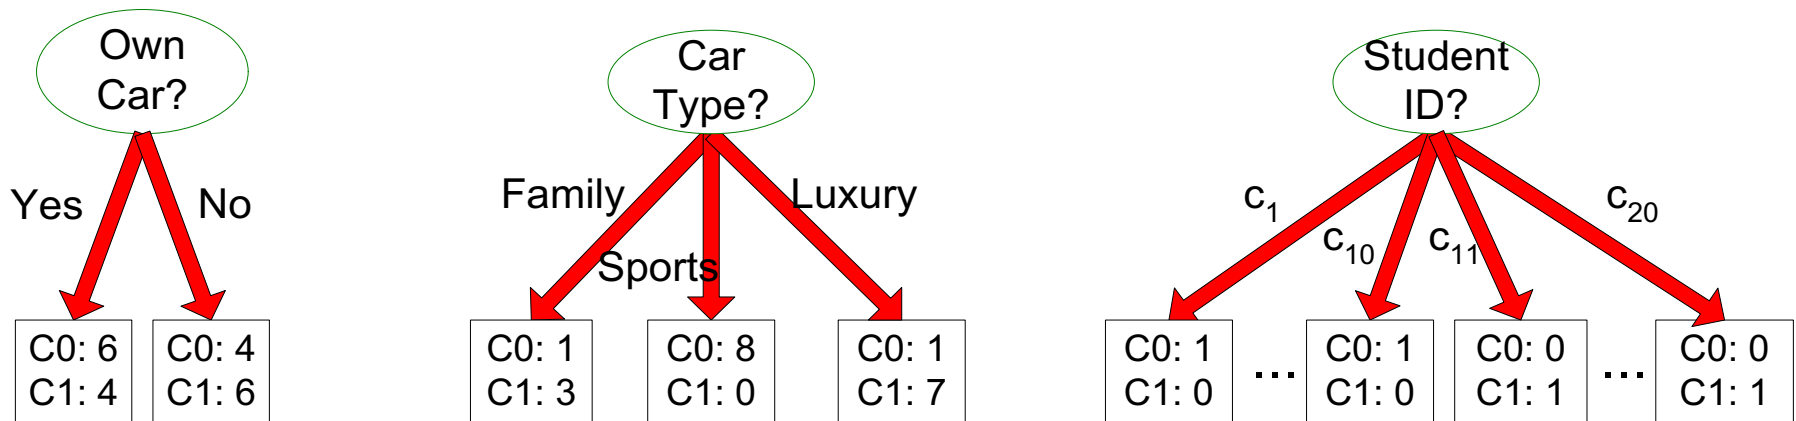 Own
Car?
Yes
No
C0: 6
C1: 4
C0: 4
C1: 6
Car
Type?
Family
Sports
Luxury
C0: 1
C1: 3
C0: 8
C1: 0
C0: 1
C1: 7
Student
ID?
c1
c10
c11
c20
C0: 1
C1: 0
...
C0: 1
C1: 0
C0: 0
C1: 1
...
C0: 0
C1: 1